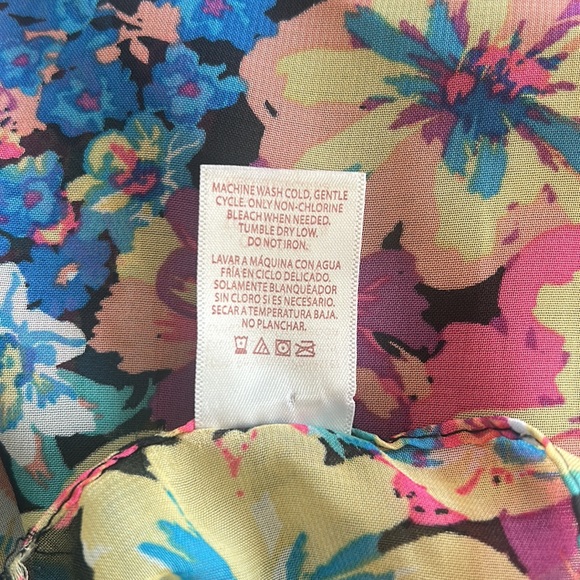 MACHINE WASH COLD, GENTLE
CYCLE. ONLY NON-CHLORINE
BLEACH WHEN NEEDED.
TUMBLE DRY LOW.
DO NOT IRON.
LAVAR A MÁQUINA CON AGUA
FRÍA EN CICLO DELICADO.
SOLAMENTE BLANQUEADOR
SIN CLORO SI ES NECESARIO.
SECAR A TEMPERATURA BAJA.
NO PLANCHAR.